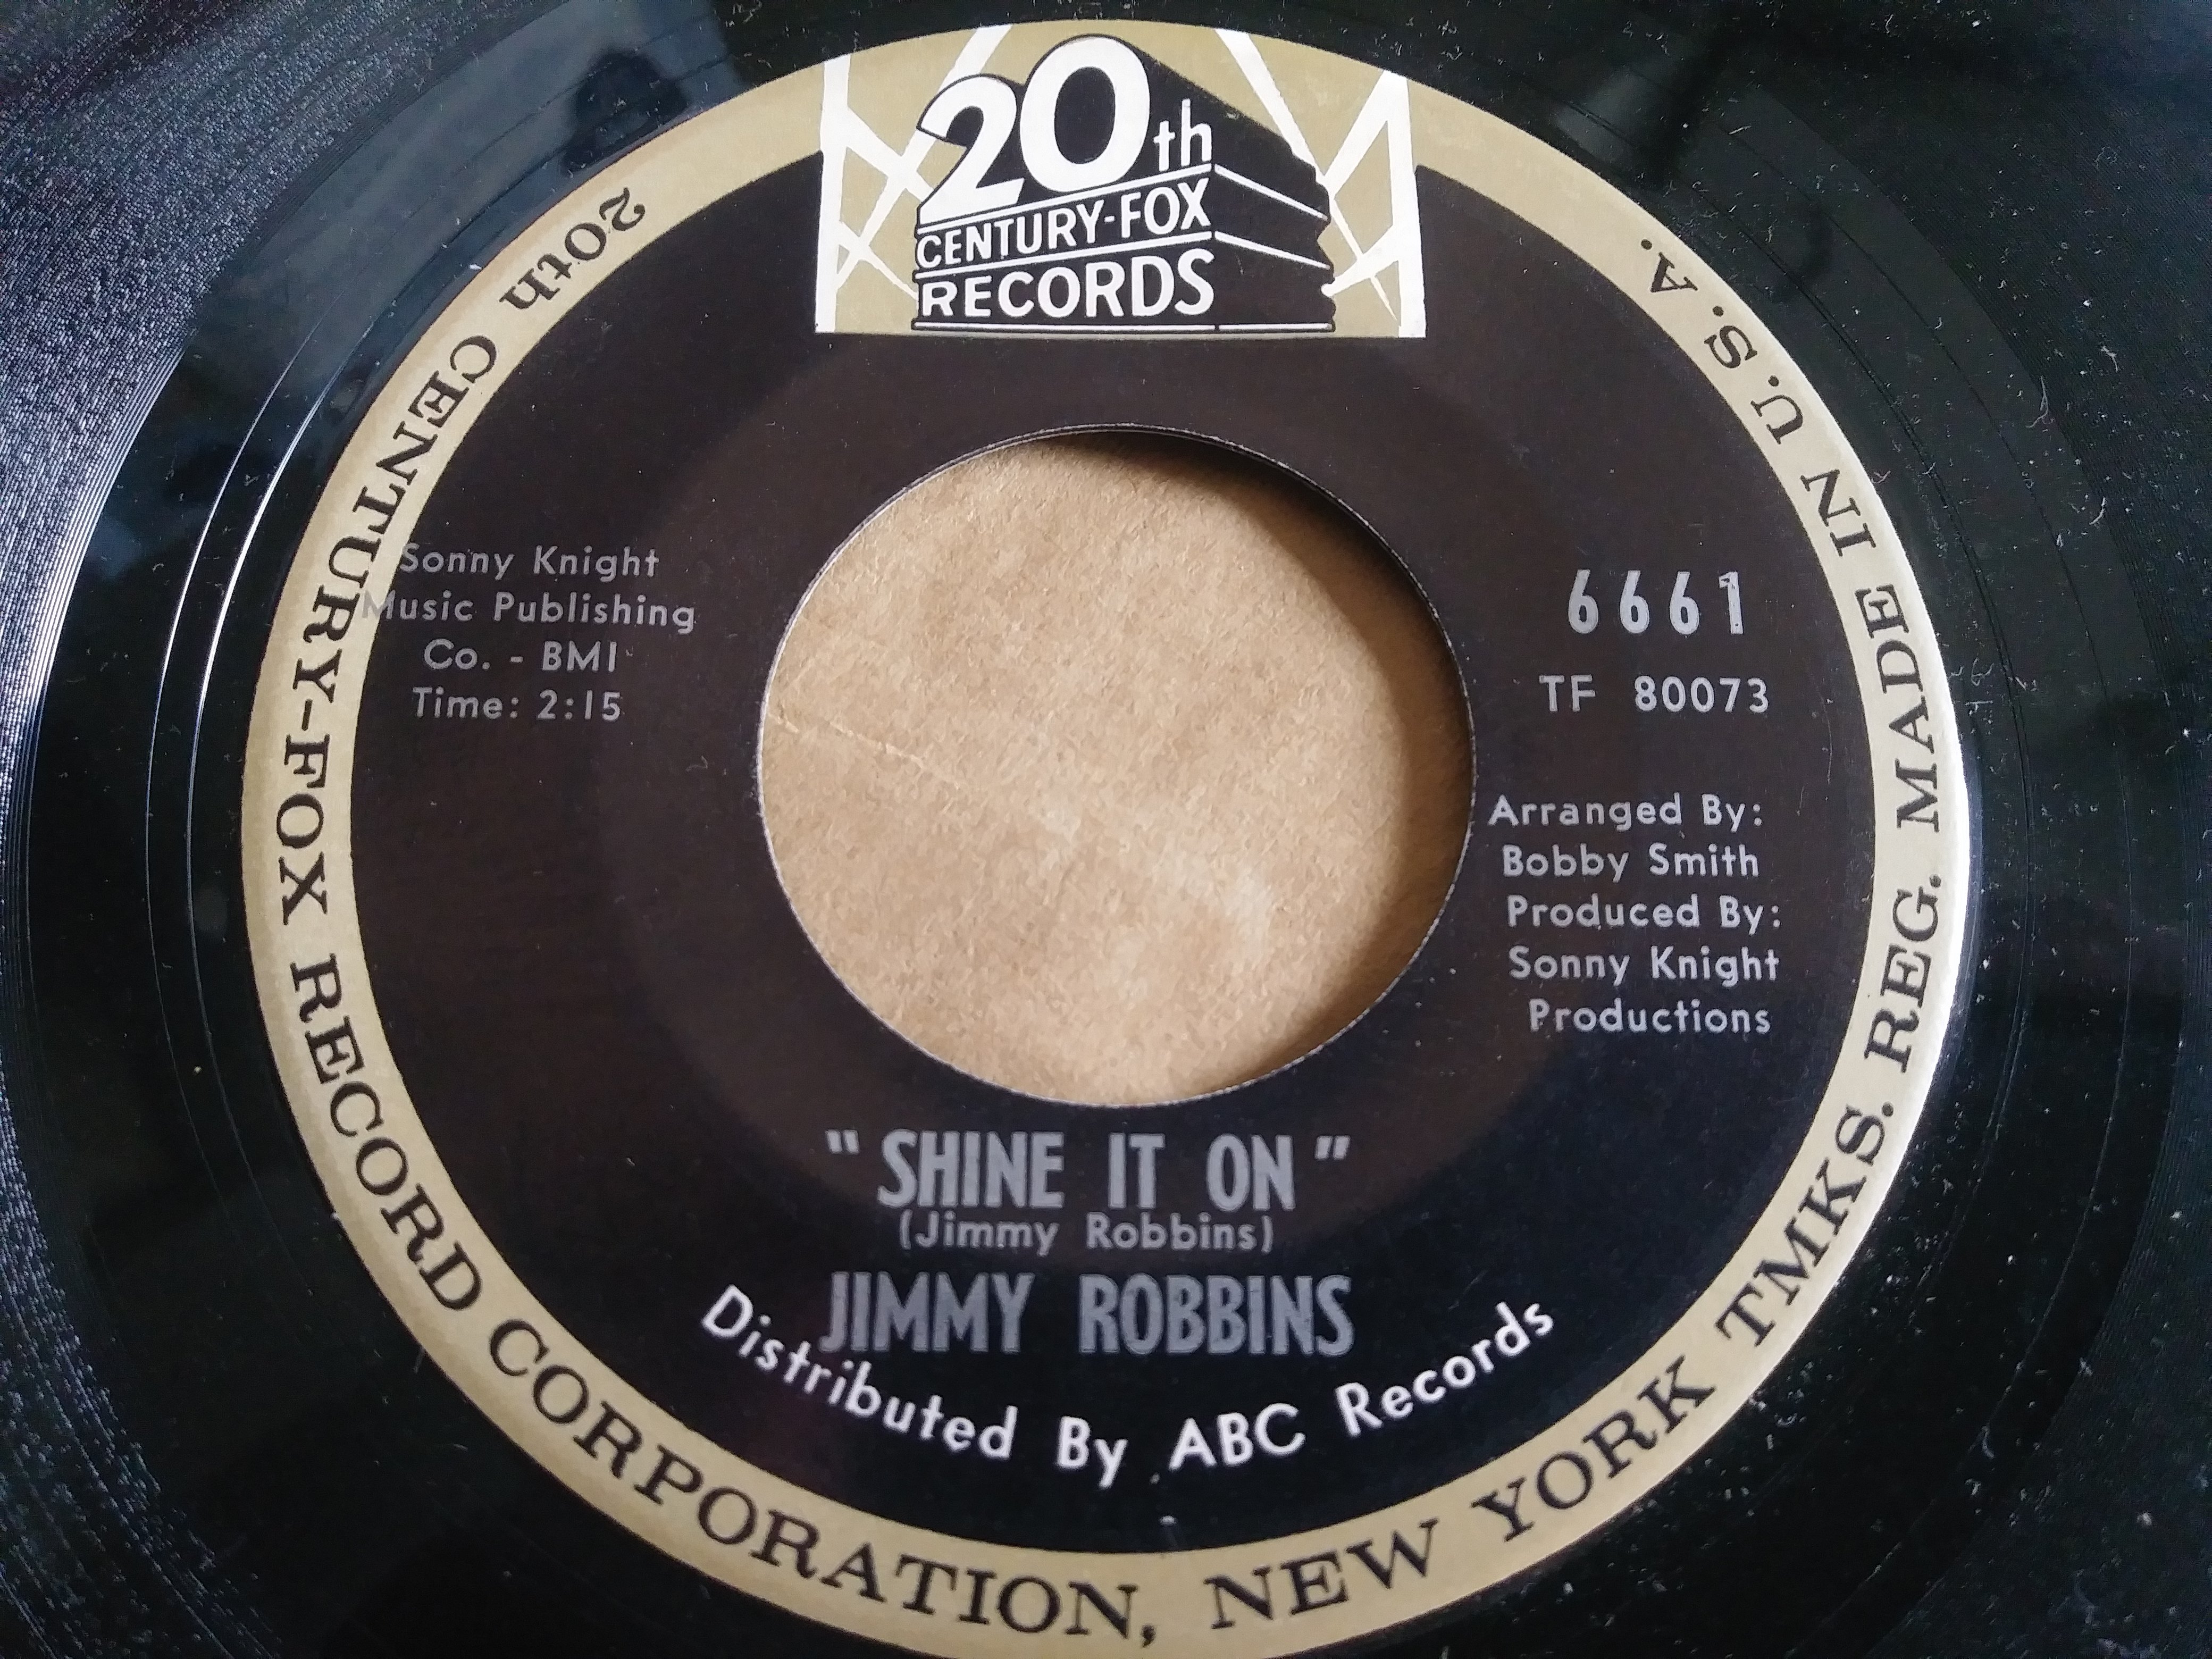 20th
CENTURY-FOX
RECORDS
Sonny Knight
Music Publishing
Co. - BMI
Time: 2:15
6661
TF 80073
Arranged By:
Bobby Smith
Produced By:
Sonny Knight
Productions
" SHINE IT ON "
(Jimmy Robbins)
JIMMY ROBBINS
Distributed By ABC Records
20th CENTURY-FOX RECORD CORPORATION, NEW YORK TMKS. REG. MADE IN U. S. A.